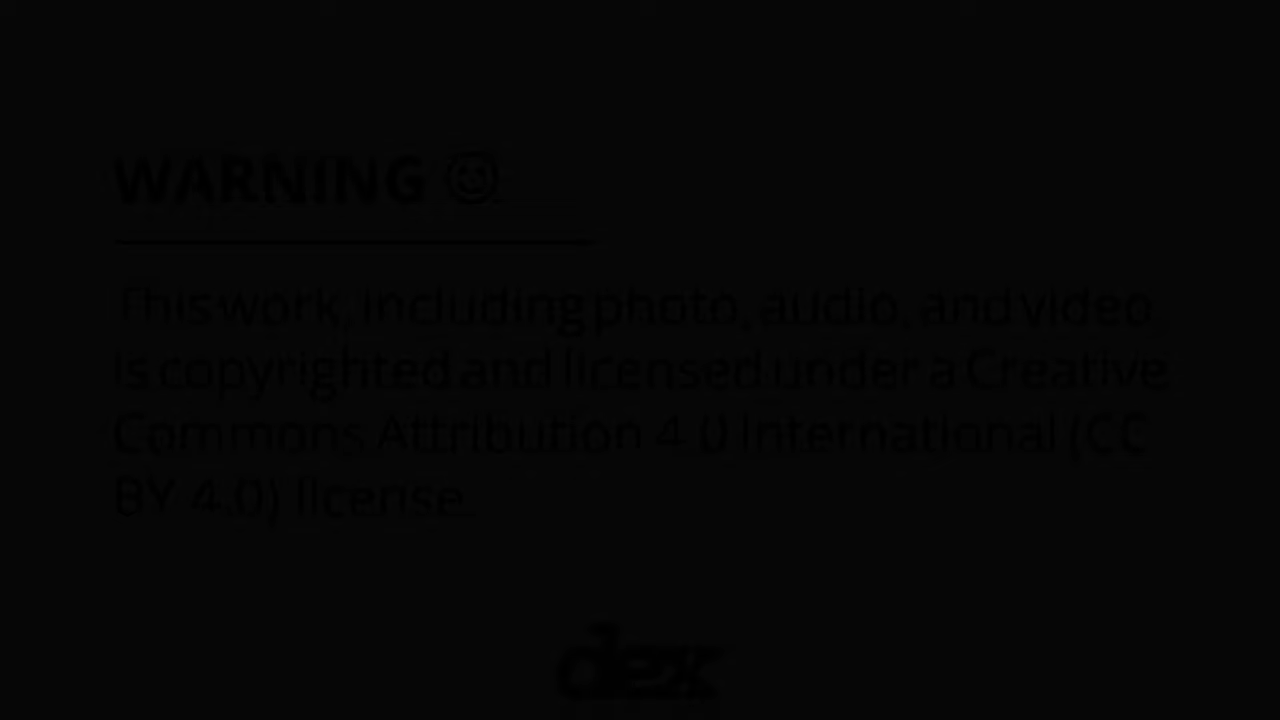 WARNING ☺
This work, including photo, audio, and video
is copyrighted and licensed under a Creative
Commons Attribution 4.0 International (CC
BY 4.0) license.
dex